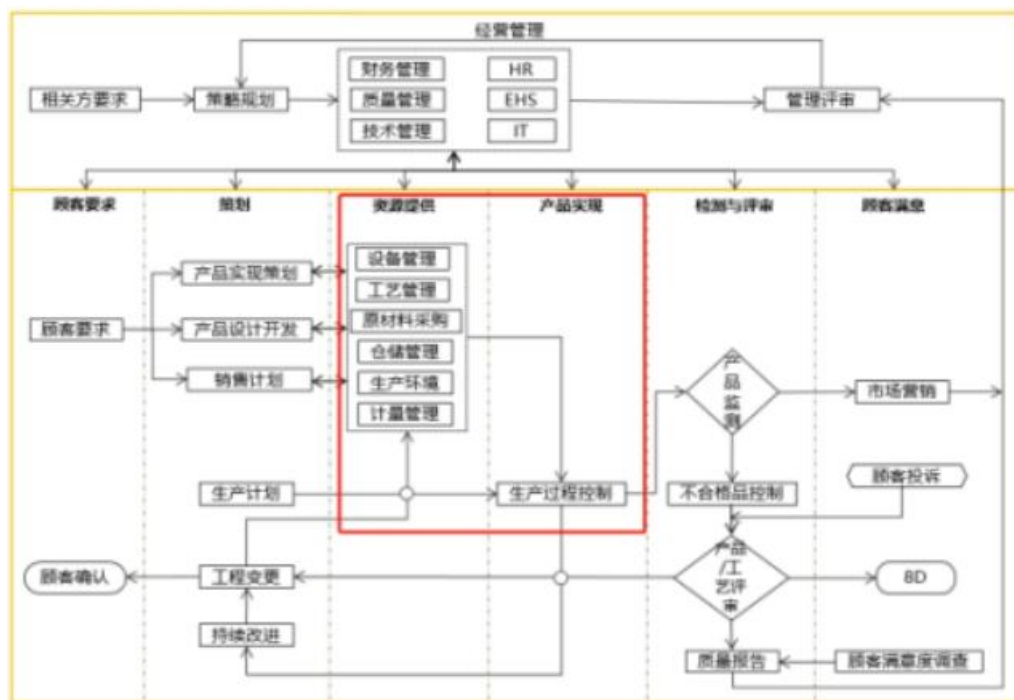 经营管理
财务管理 HR
相关方要求 策略规划 质量管理 EHS 管理评审
技术管理 IT
顾客要求 策划 资源提供 产品实现 检测与评审 顾客满意
设备管理
产品实现策划
工艺管理
顾客要求 产品设计开发 原材料采购
仓储管理
销售计划 生产环境 产品监测 市场营销
计量管理
顾客投诉
生产计划 生产过程控制 不合格品控制
顾客确认 工程变更 产品/工艺评审 8D
持续改进
质量报告 顾客满意度调查